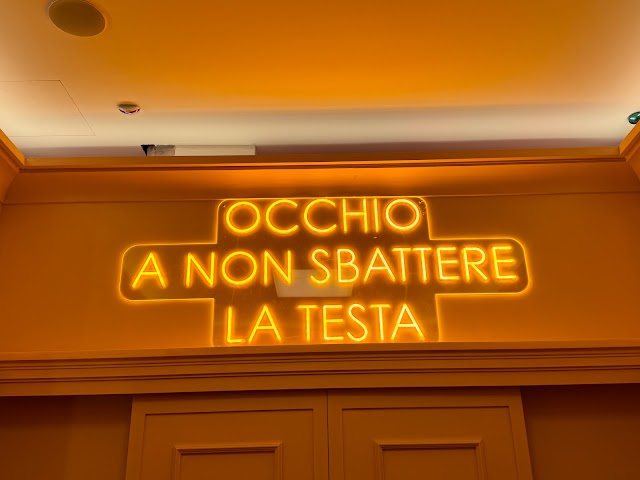 OCCHIO
A NON SBATTERE
LA TESTA